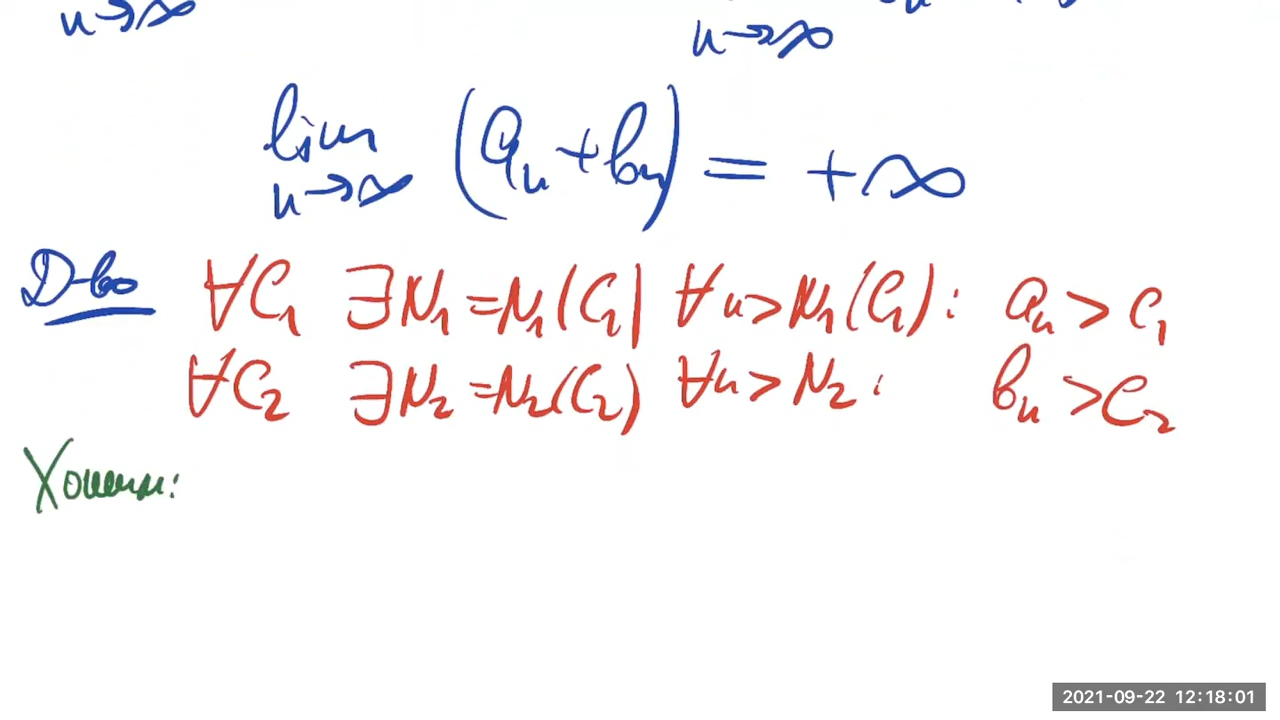 n→∞
n→∞
lim (aₙ+bₙ) = +∞
n→∞
Д-во ∀C₁ ∃N₁=N₁(C₁) ∀n>N₁(C₁): aₙ > C₁
∀C₂ ∃N₂=N₂(C₂) ∀n>N₂: bₙ >C₂
Хотим:
2021-09-22 12:18:01